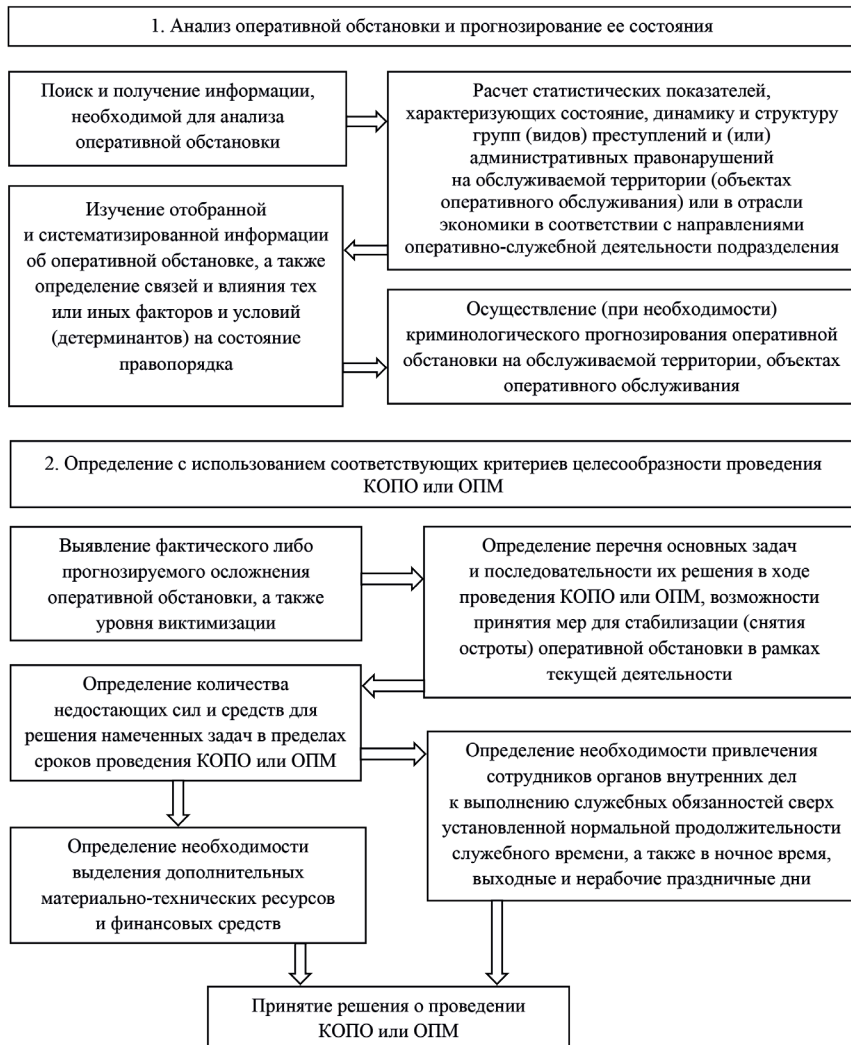 1. Анализ оперативной обстановки и прогнозирование ее состояния
Поиск и получение информации,
необходимой для анализа
оперативной обстановки
Расчет статистических показателей,
характеризующих состояние, динамику и структуру
групп (видов) преступлений и (или)
административных правонарушений
на обслуживаемой территории (объектах
оперативного обслуживания) или в отрасли
экономики в соответствии с направлениями
оперативно-служебной деятельности подразделения
Изучение отобранной
и систематизированной информации
об оперативной обстановке, а также
определение связей и влияния тех
или иных факторов и условий
(детерминантов) на состояние
правопорядка
Осуществление (при необходимости)
криминологического прогнозирования оперативной
обстановки на обслуживаемой территории, объектах
оперативного обслуживания
2. Определение с использованием соответствующих критериев целесообразности проведения
КОПО или ОПМ
Выявление фактического либо
прогнозируемого осложнения
оперативной обстановки, а также
уровня виктимизации
Определение перечня основных задач
и последовательности их решения в ходе
проведения КОПО или ОПМ, возможности
принятия мер для стабилизации (снятия
остроты) оперативной обстановки в рамках
текущей деятельности
Определение количества
недостающих сил и средств для
решения намеченных задач в пределах
сроков проведения КОПО или ОПМ
Определение необходимости привлечения
сотрудников органов внутренних дел
к выполнению служебных обязанностей сверх
установленной нормальной продолжительности
служебного времени, а также в ночное время,
выходные и нерабочие праздничные дни
Определение необходимости
выделения дополнительных
материально-технических ресурсов
и финансовых средств
Принятие решения о проведении
КОПО или ОПМ